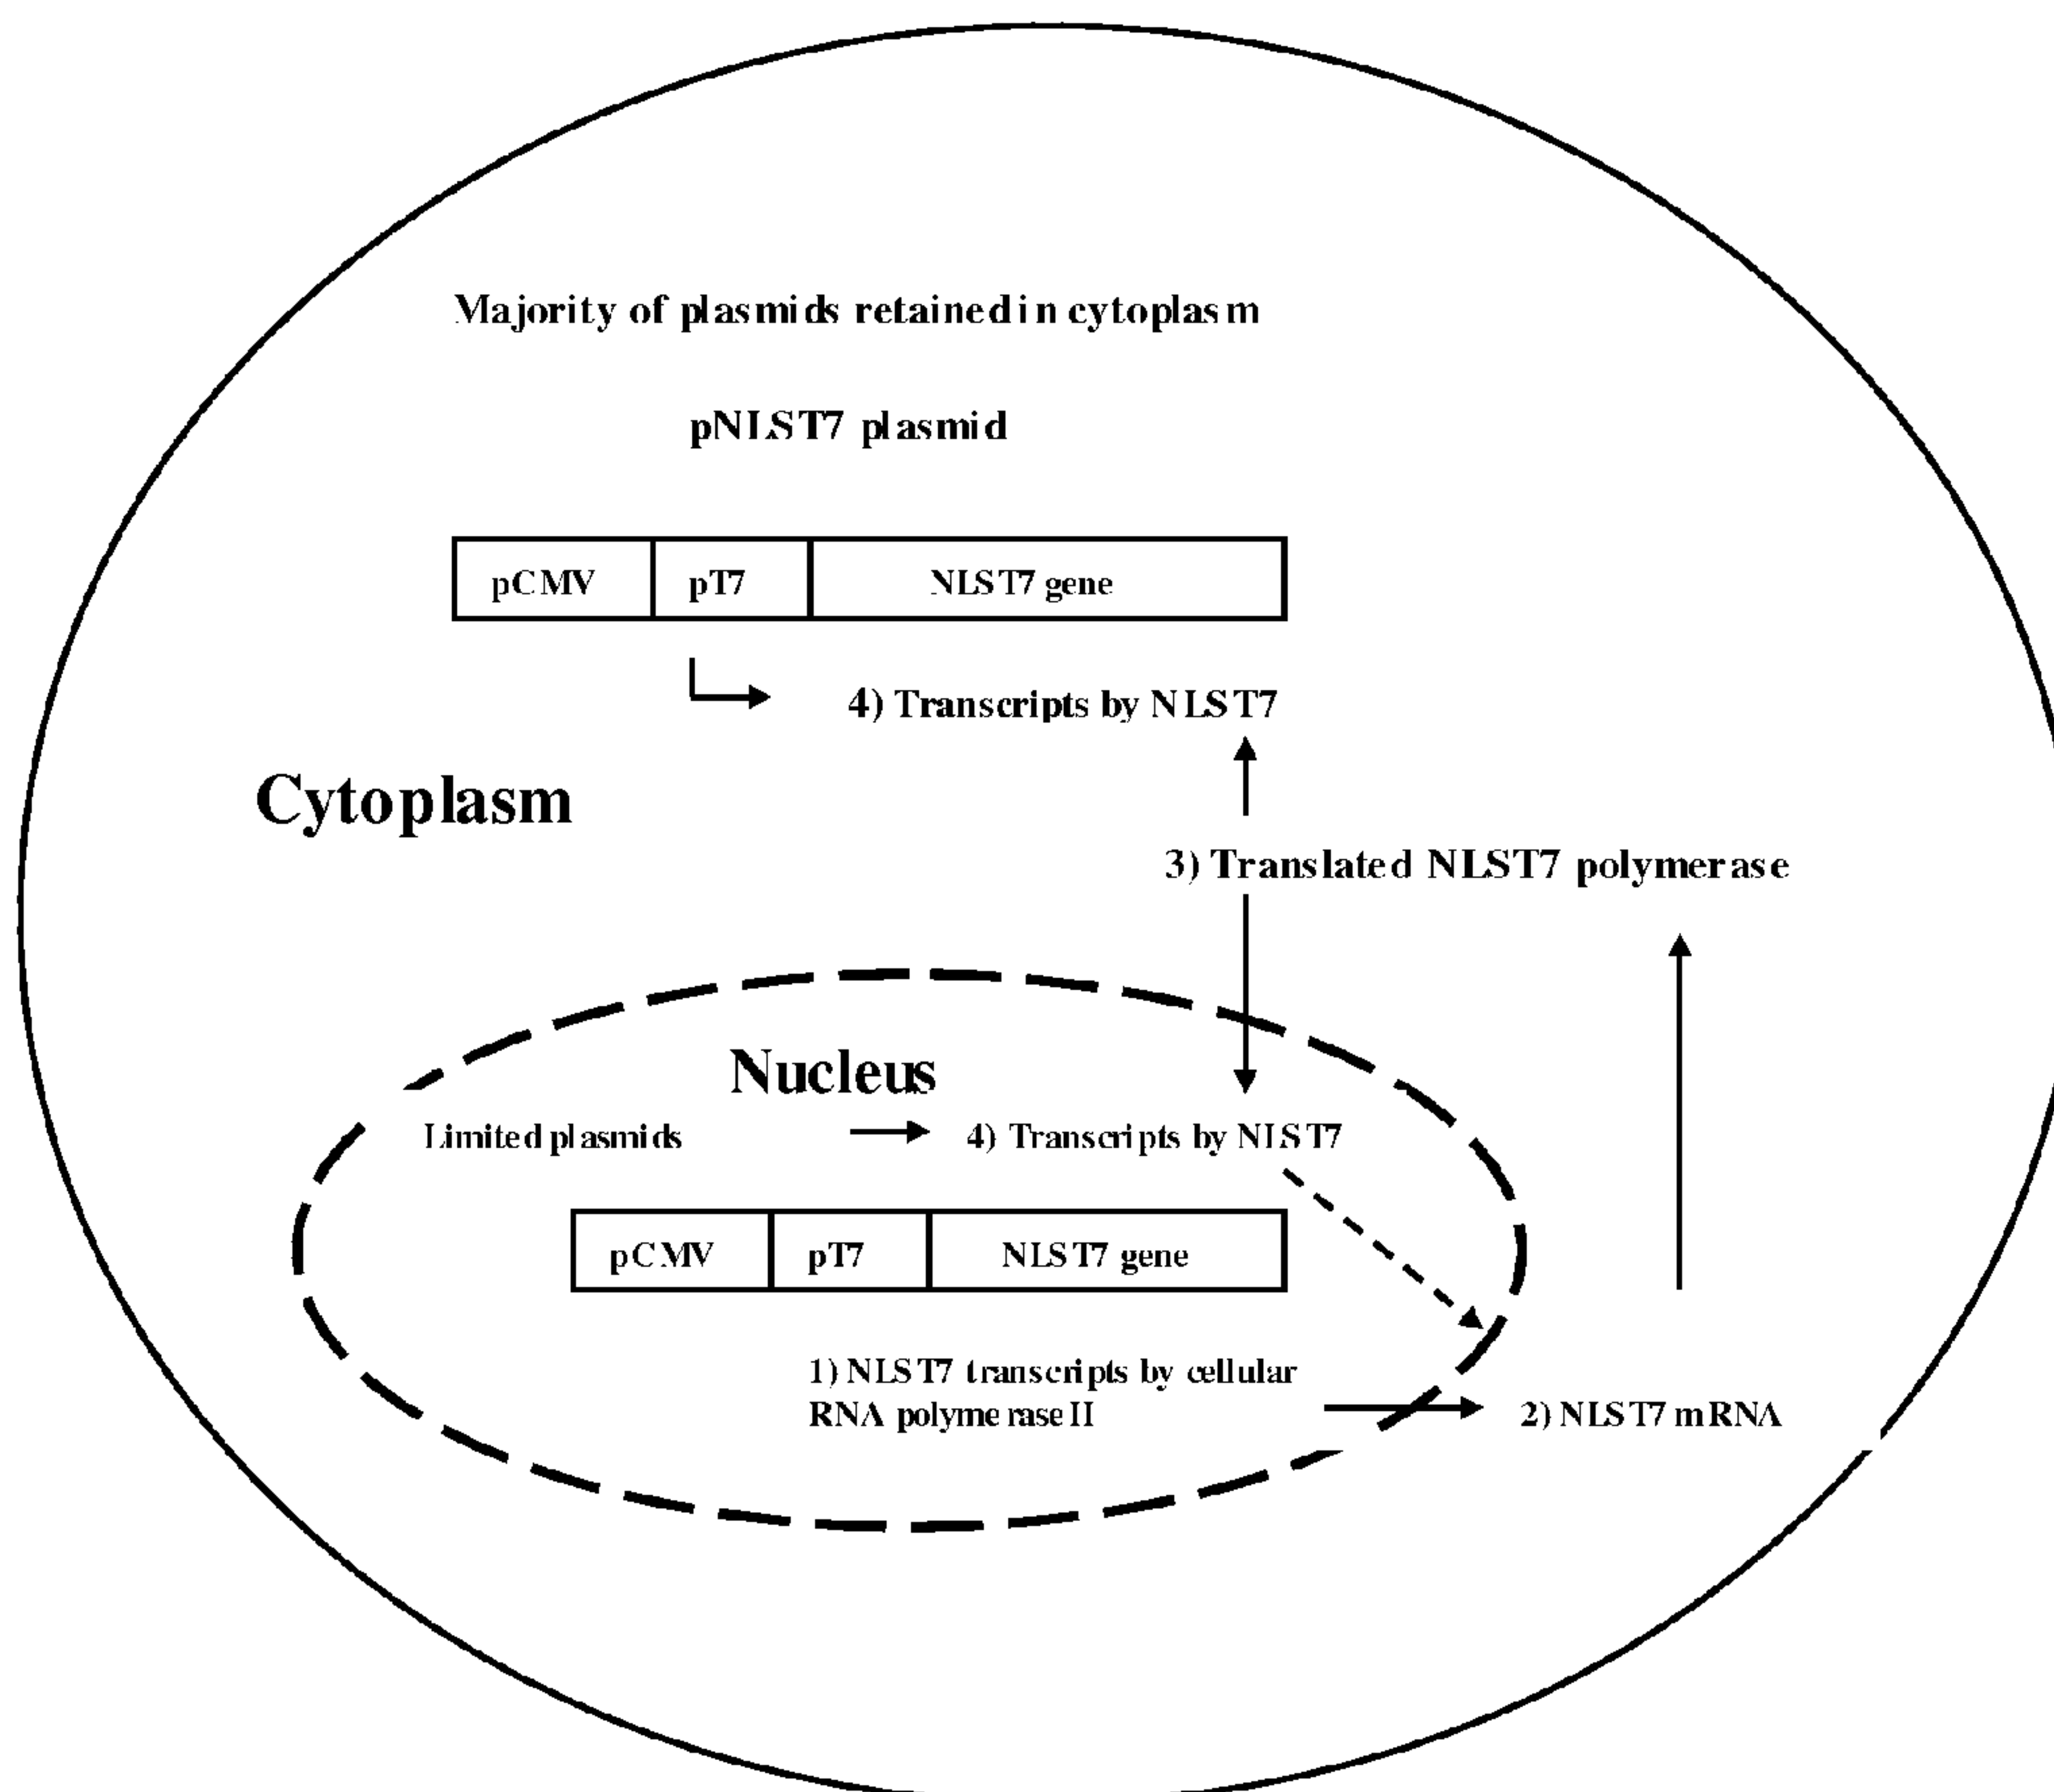 Majority of plasmids retained in cytoplasm
pNLST7 plasmid
pCMV pT7 NLST7 gene
4) Transcripts by NLST7
Cytoplasm
3) Translated NLST7 polymerase
Nucleus
Limited plasmids 4) Transcripts by NLST7
pCMV pT7 NLST7 gene
1) NLST7 transcripts by cellular
RNA polymerase II
2) NLST7 mRNA